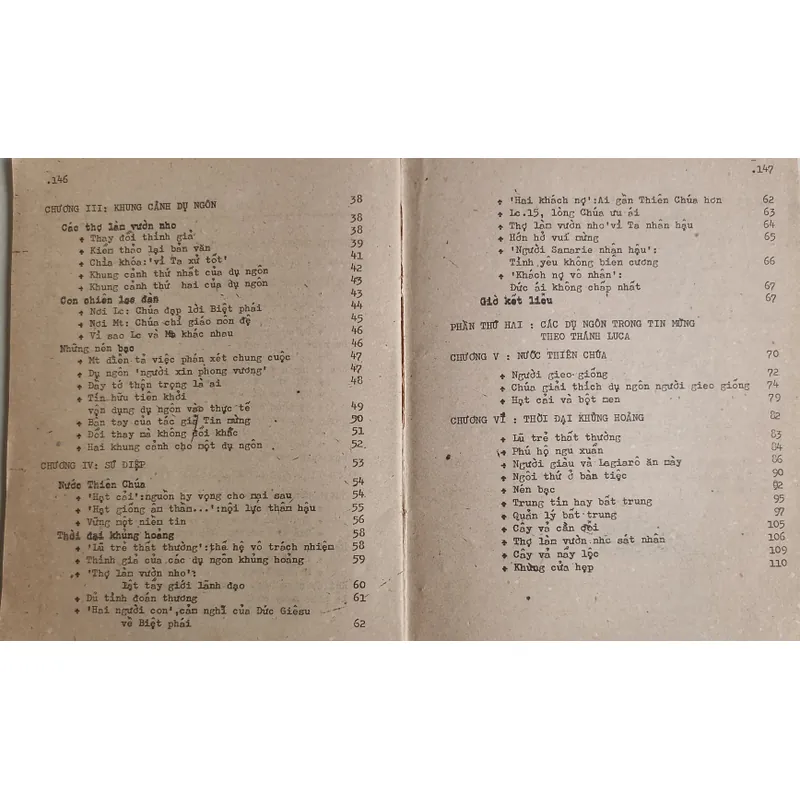 .146
CHƯƠNG III: KHUNG CẢNH DỤ NGÔN 38
Các thợ làm vườn nho 38
+ Thay đổi thính giả 38
+ Kiến thác lại bản văn 39
+ Chìa khóa:'vì Ta xử tốt' 41
+ Khung cảnh thứ nhất của dụ ngôn 42
+ Khung cảnh thứ hai của dụ ngôn 43
Con chiên lạc đàn 43
+ Nơi Lc: Chúa đẹp lời Biệt phái 44
+ Nơi Mt: Chúa chỉ giáo môn đệ 45
+ Vì sao Lc và Mt khác nhau 46
Những nén bạc 46
+ Mt diễn tả việc phán xét chung cuộc 47
+ Dụ ngôn 'người xin phong vương' 47
+ Đầy tớ thận trọng là ai 48
+ Tín hữu tiên khởi
vận dụng dụ ngôn vào thực tế 49
+ Bàn tay của tác giả Tin mừng 50
+ Đổi thay mà không đổi khác 51
+ Hai khung cảnh cho một dụ ngôn 52
CHƯƠNG IV: SỨ ĐIỆP 53
Nước Thiên Chúa 54
+ 'Hạt cải':nguồn hy vọng cho mai sau 54
+ 'Hạt giống âm thầm...':nội lực thâm hậu 55
+ Vững một niềm tin 56
Thời đại khủng hoảng 58
+ 'Lũ trẻ thất thường':thế hệ vô trách nhiệm 58
+ Thính giả của các dụ ngôn khủng hoảng 59
+ 'Thợ làm vườn nho':
lật tẩy giới lãnh đạo 60
+ Dủ tình đoán thương 61
+ 'Hai người con',cảm nghĩ của Đức Giêsu
về Biệt phái 62
.147
+ 'Hai khách nợ':Ai gần Thiên Chúa hơn 62
+ Lc.15, lòng Chúa ưu ái 63
+ Thợ làm vườn nho'vì Ta nhân hậu 64
+ Hớn hở vui mừng 65
+ 'Người Samarie nhân hậu':
Tình yêu không biên cương 66
+ 'Khách nợ vô nhân':
Đức ái không chấp nhất 67
Giờ kết liễu 67
PHẦN THỨ HAI : CÁC DỤ NGÔN TRONG TIN MỪNG
THEO THÁNH LUCA
CHƯƠNG V : NƯỚC THIÊN CHÚA 70
+ Người gieo giống 72
+ Chúa giải thích dụ ngôn người gieo giống 74
+ Hạt cải và bột men 79
CHƯƠNG VI : THỜI ĐẠI KHỦNG HOẢNG 82
+ Lũ trẻ thất thường 83
+ Phú hộ ngu xuẩn 84
+ Người giàu và Lagiarô ăn mày 86
+ Ngôi thứ ở bàn tiệc 90
+ Nén bạc 92
+ Trung tín hay bất trung 95
+ Quản lý bất trung 97
+ Cây vả cằn cỗi 105
+ Thợ làm vườn nho sát nhân 106
+ Cây vả nẩy lộc 109
+ Khung cửa hẹp 110